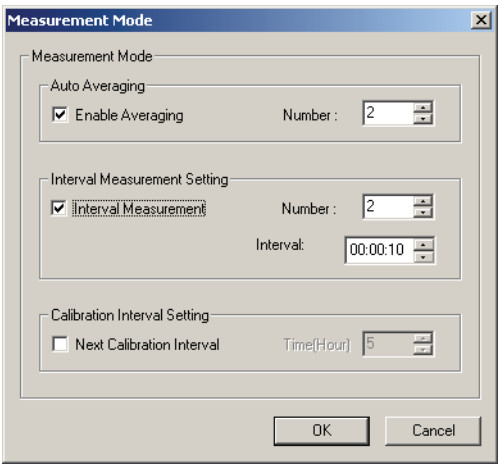 Measurement Mode
Measurement Mode
Auto Averaging
Enable Averaging Number : 2
Interval Measurement Setting
Interval Measurement Number : 2
Interval: 00:00:10
Calibration Interval Setting
Next Calibration Interval Time(Hour) 5
OK Cancel